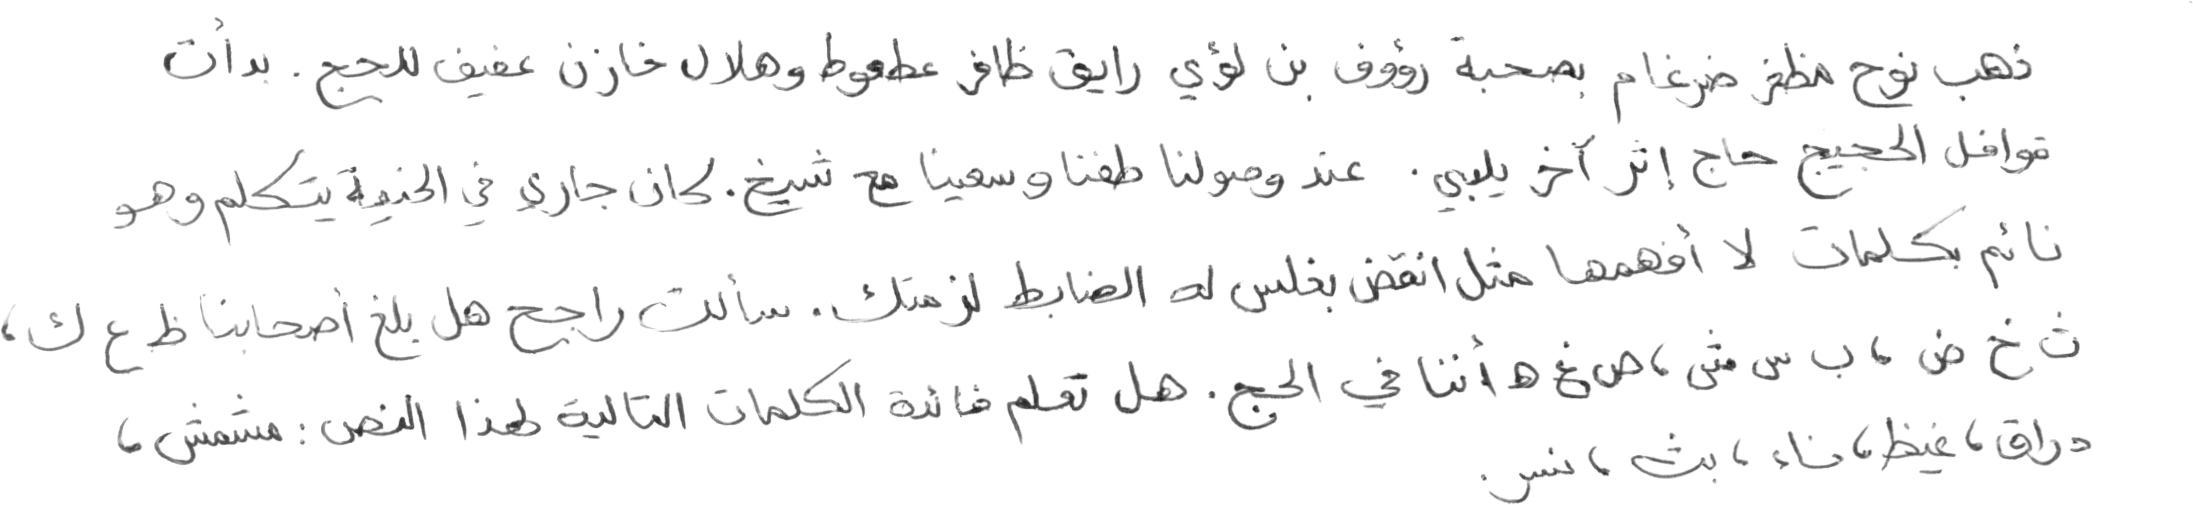 ذهب نوح مظفر ضرغام بصحبة رؤوف بن لؤي رايق ظافر عطعوط وهلال خازن عفيف للحج. بدأت
قوافل الحجيج حاج إثر آخر يلبي. عند وصولنا طفنا وسعينا مع شيخ. كان جاري في الخيمة يتكلم وهو
نائم بكلمات لا أفهمها مثل انقض بغلس له الضابط لزمتك. سألت راجح هل بلغ أصحابنا ظ ع ك،
ث خ ض، ب س ش، ص غ ه أننا في الحج. هل تعلم فائدة الكلمات التالية لهذا النص: مشمش،
دراق، غيظ، ماء، بث، نس.